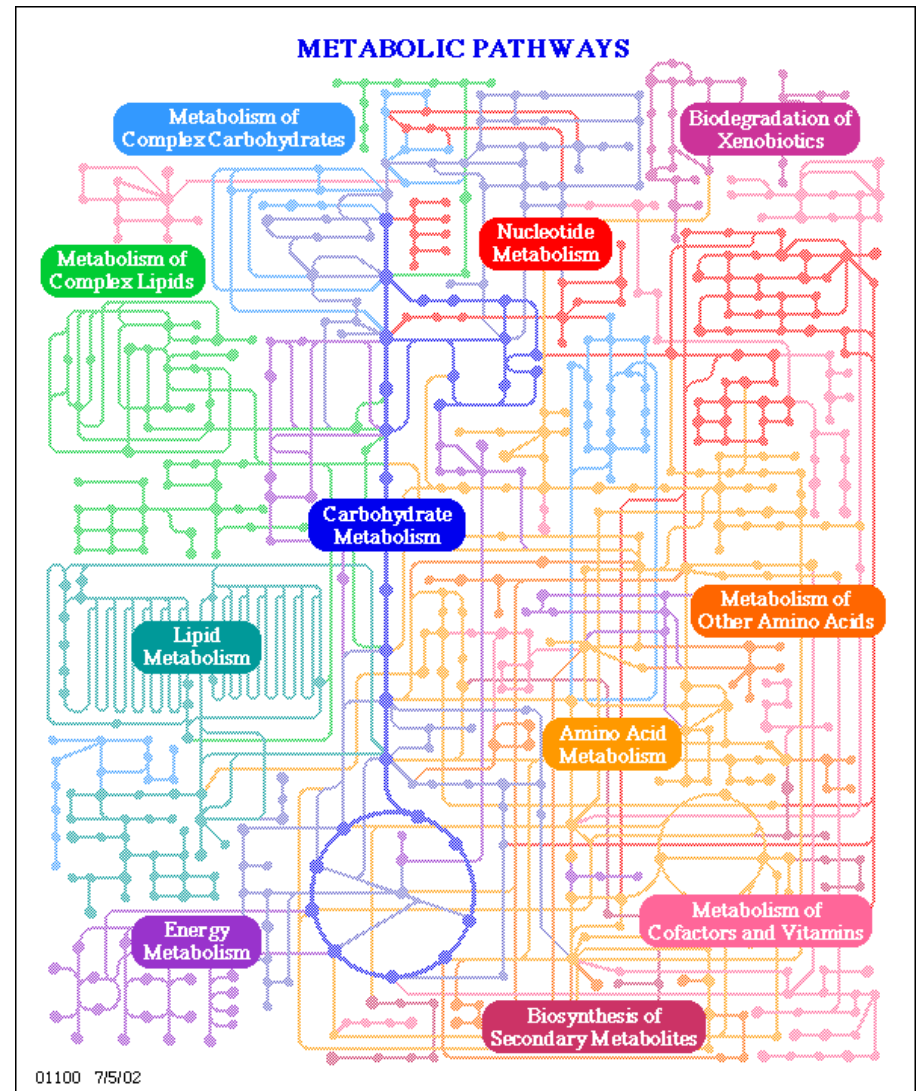 METABOLIC PATHWAYS
Metabolism of
Complex Carbohydrates
Biodegradation of
Xenobiotics
Nucleotide
Metabolism
Metabolism of
Complex Lipids
Carbohydrate
Metabolism
Metabolism of
Other Amino Acids
Lipid
Metabolism
Amino Acid
Metabolism
Metabolism of
Cofactors and Vitamins
Energy
Metabolism
Biosynthesis of
Secondary Metabolites
01100 7/5/02